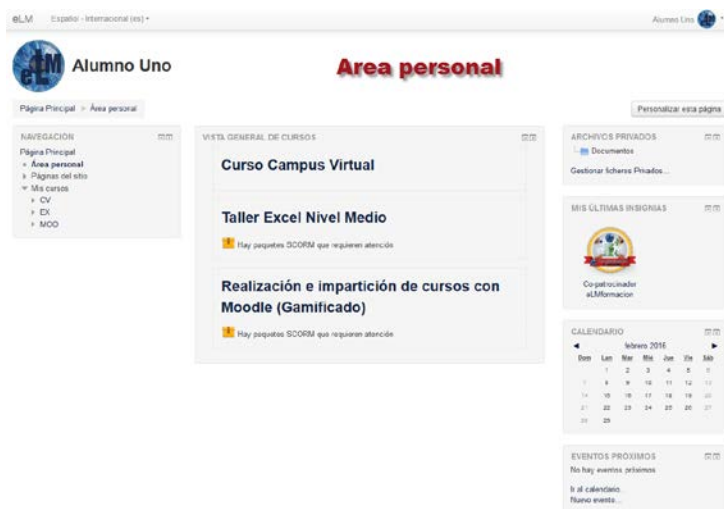 eLM Español - Internacional (es)
Alumno Uno
eLM
Alumno Uno
Area personal
Página Principal > Área personal
Personalizar esta página
NAVEGACIÓN
Página Principal
Área personal
Páginas del sitio
Mis cursos
CV
EX
MOO
VISTA GENERAL DE CURSOS
Curso Campus Virtual
Taller Excel Nivel Medio
Hay paquetes SCORM que requieren atención
Realización e impartición de cursos con
Moodle (Gamificado)
Hay paquetes SCORM que requieren atención
ARCHIVOS PRIVADOS
Documentos
Gestionar ficheros Privados...
MIS ÚLTIMAS INSIGNIAS
Co-patrocinador
eLMformacion
CALENDARIO
febrero 2016
Dom Lun Mar Mié Jue Vie Sáb
1 2 3 4 5 6
7 8 9 10 11 12 13
14 15 16 17 18 19 20
21 22 23 24 25 26 27
28 29
EVENTOS PRÓXIMOS
No hay eventos próximos
Ir al calendario...
Nuevo evento...